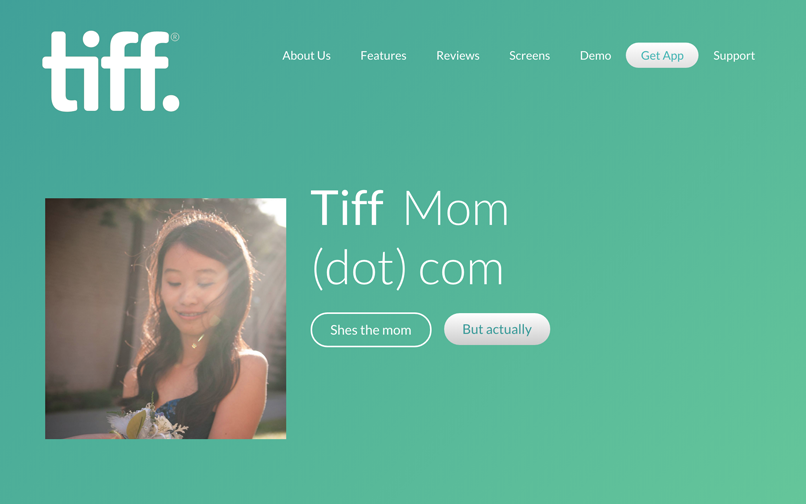 tiff.®
About Us Features Reviews Screens Demo Get App Support
Tiff Mom
(dot) com
Shes the mom But actually